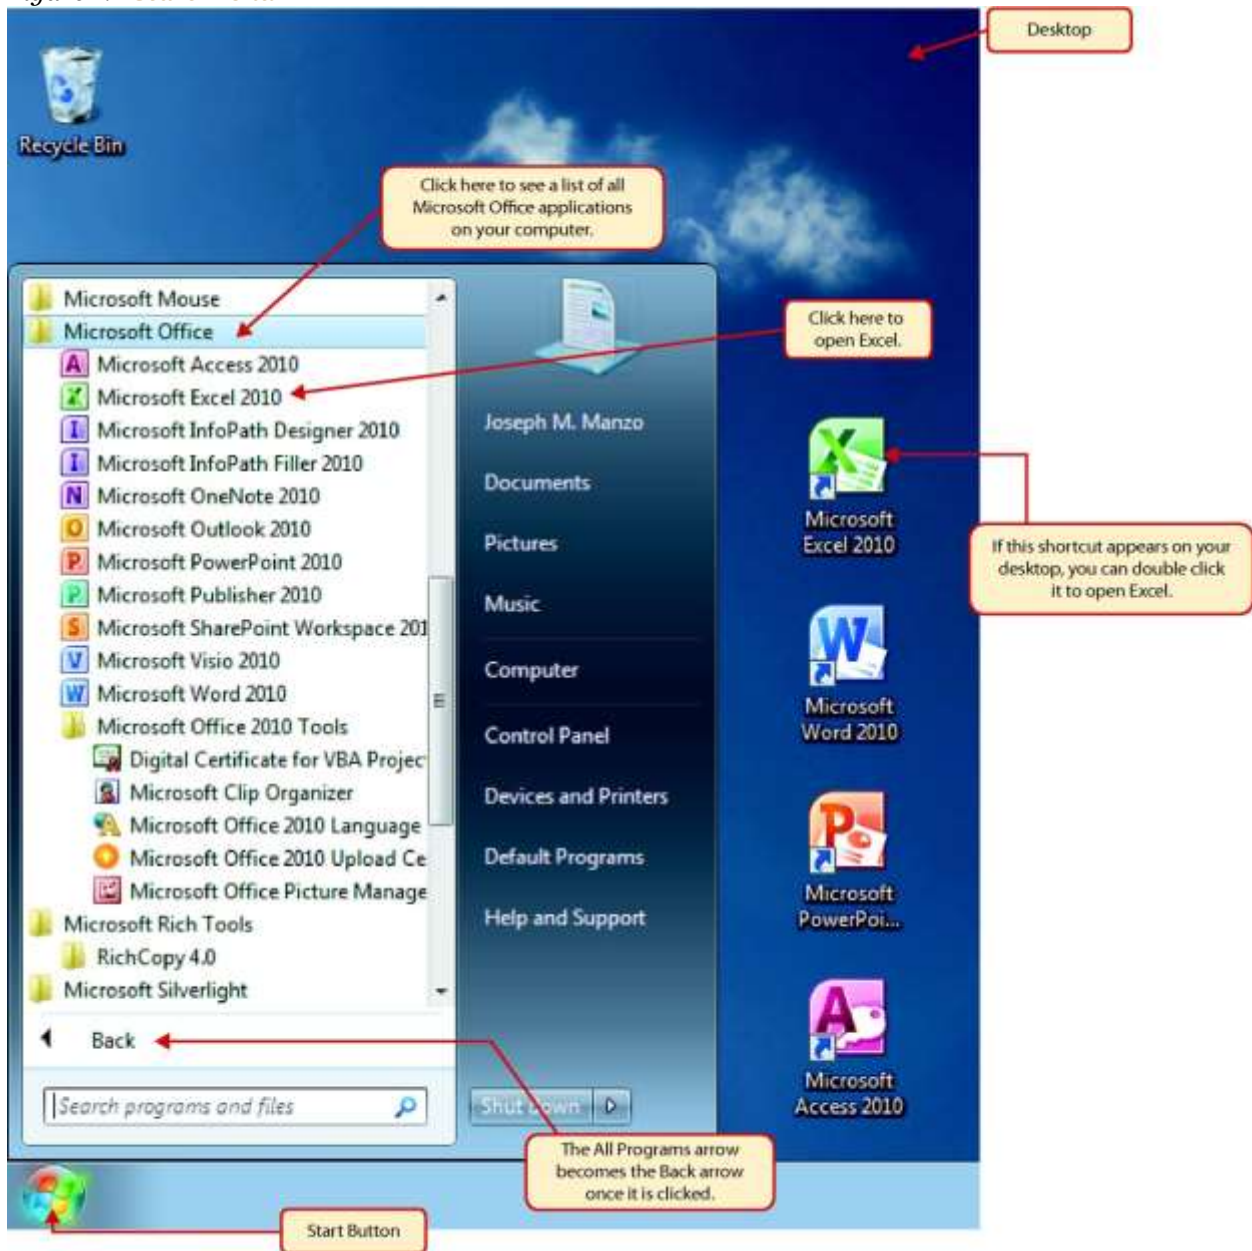 Desktop
Recycle Bin
Click here to see a list of all
Microsoft Office applications
on your computer.
Microsoft Mouse
Microsoft Office
Microsoft Access 2010
Microsoft Excel 2010
Microsoft InfoPath Designer 2010
Microsoft InfoPath Filler 2010
Microsoft OneNote 2010
Microsoft Outlook 2010
Microsoft PowerPoint 2010
Microsoft Publisher 2010
Microsoft SharePoint Workspace 201
Microsoft Visio 2010
Microsoft Word 2010
Microsoft Office 2010 Tools
Digital Certificate for VBA Projec
Microsoft Clip Organizer
Microsoft Office 2010 Language
Microsoft Office 2010 Upload Ce
Microsoft Office Picture Manage
Microsoft Rich Tools
RichCopy 4.0
Microsoft Silverlight
Back
Search programs and files
Joseph M. Manzo
Documents
Pictures
Music
Computer
Control Panel
Devices and Printers
Default Programs
Help and Support
Shut down
Click here to
open Excel.
Microsoft
Excel 2010
If this shortcut appears on your
desktop, you can double click
it to open Excel.
Microsoft
Word 2010
Microsoft
PowerPoi...
Microsoft
Access 2010
The All Programs arrow
becomes the Back arrow
once it is clicked.
Start Button